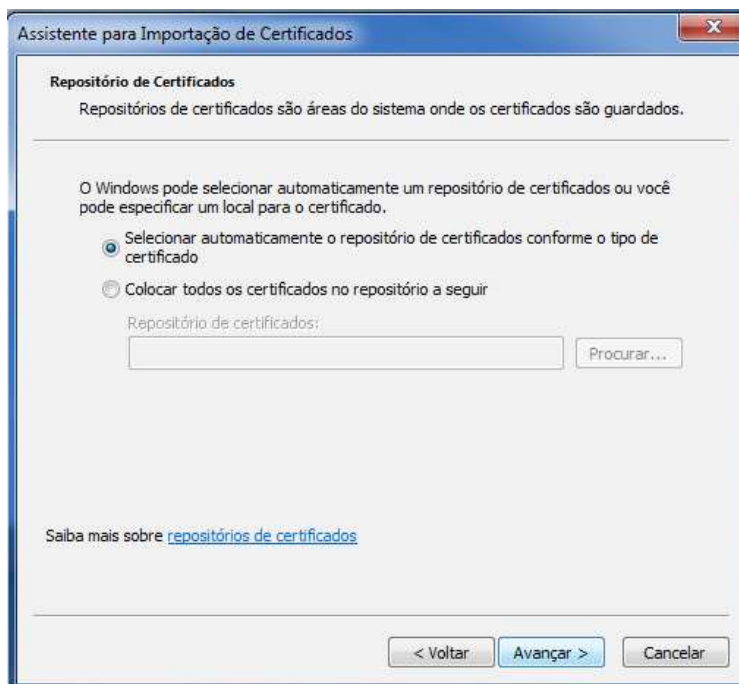 Assistente para Importação de Certificados
Repositório de Certificados
Repositórios de certificados são áreas do sistema onde os certificados são guardados.
O Windows pode selecionar automaticamente um repositório de certificados ou você
pode especificar um local para o certificado.
Selecionar automaticamente o repositório de certificados conforme o tipo de
certificado
Colocar todos os certificados no repositório a seguir
Repositório de certificados:
Procurar...
Saiba mais sobre repositórios de certificados
< Voltar Avançar > Cancelar